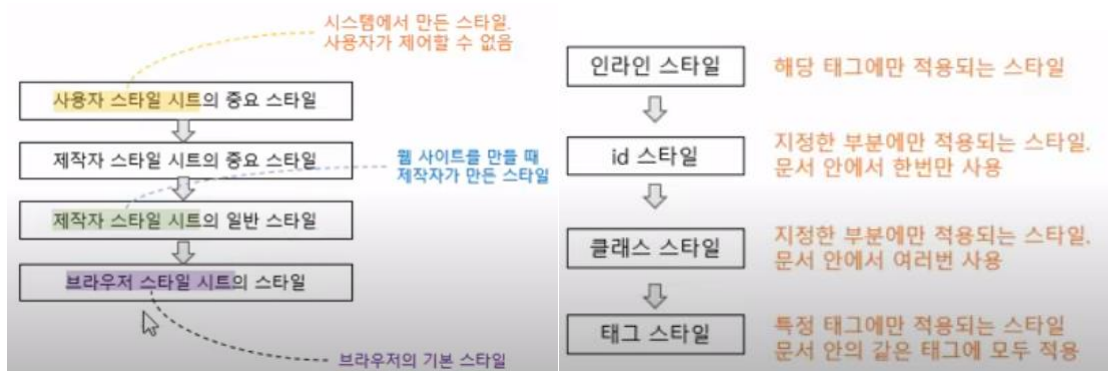 시스템에서 만든 스타일.
사용자가 제어할 수 없음
사용자 스타일 시트의 중요 스타일
제작자 스타일 시트의 중요 스타일
웹 사이트를 만들 때
제작자가 만든 스타일
제작자 스타일 시트의 일반 스타일
브라우저 스타일 시트의 스타일
브라우저의 기본 스타일
인라인 스타일
해당 태그에만 적용되는 스타일
id 스타일
지정한 부분에만 적용되는 스타일.
문서 안에서 한번만 사용
클래스 스타일
지정한 부분에만 적용되는 스타일.
문서 안에서 여러번 사용
태그 스타일
특정 태그에만 적용되는 스타일
문서 안의 같은 태그에 모두 적용